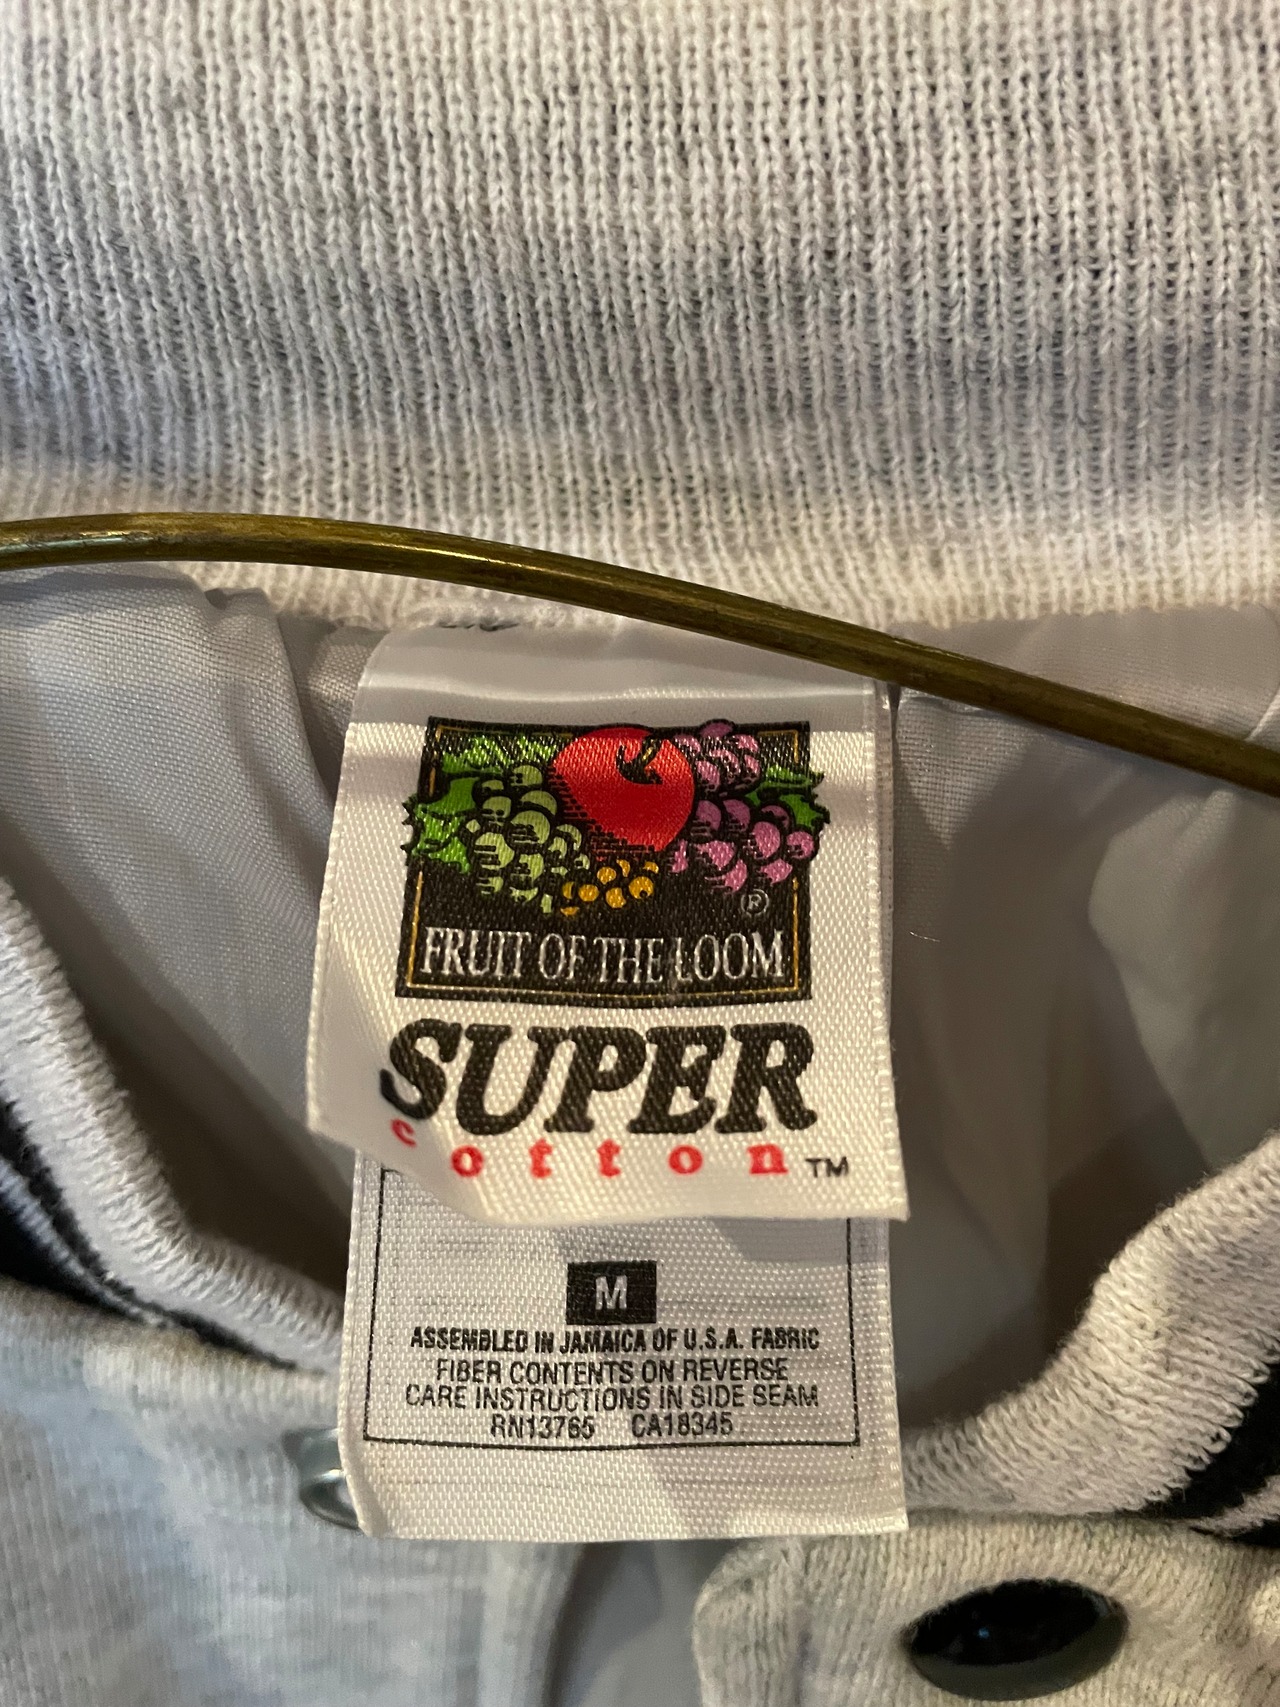 ®
FRUIT OF THE LOOM
SUPER
cotton™
M
ASSEMBLED IN JAMAICA OF U.S.A. FABRIC
FIBER CONTENTS ON REVERSE
CARE INSTRUCTIONS IN SIDE SEAM
RN13765 CA18345